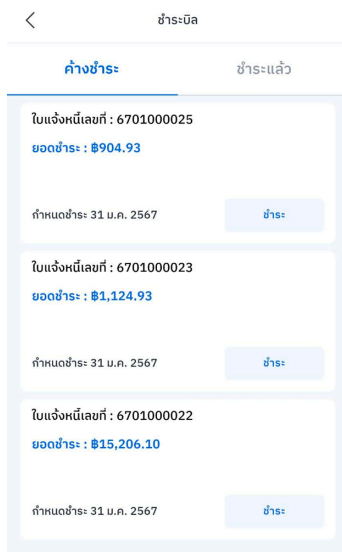 ชำระบิล
ค้างชำระ
ชำระแล้ว
ใบแจ้งหนี้เลขที่ : 6701000025
ยอดชำระ : ฿904.93
กำหนดชำระ 31 ม.ค. 2567
ชำระ
ใบแจ้งหนี้เลขที่ : 6701000023
ยอดชำระ : ฿1,124.93
กำหนดชำระ 31 ม.ค. 2567
ชำระ
ใบแจ้งหนี้เลขที่ : 6701000022
ยอดชำระ : ฿15,206.10
กำหนดชำระ 31 ม.ค. 2567
ชำระ